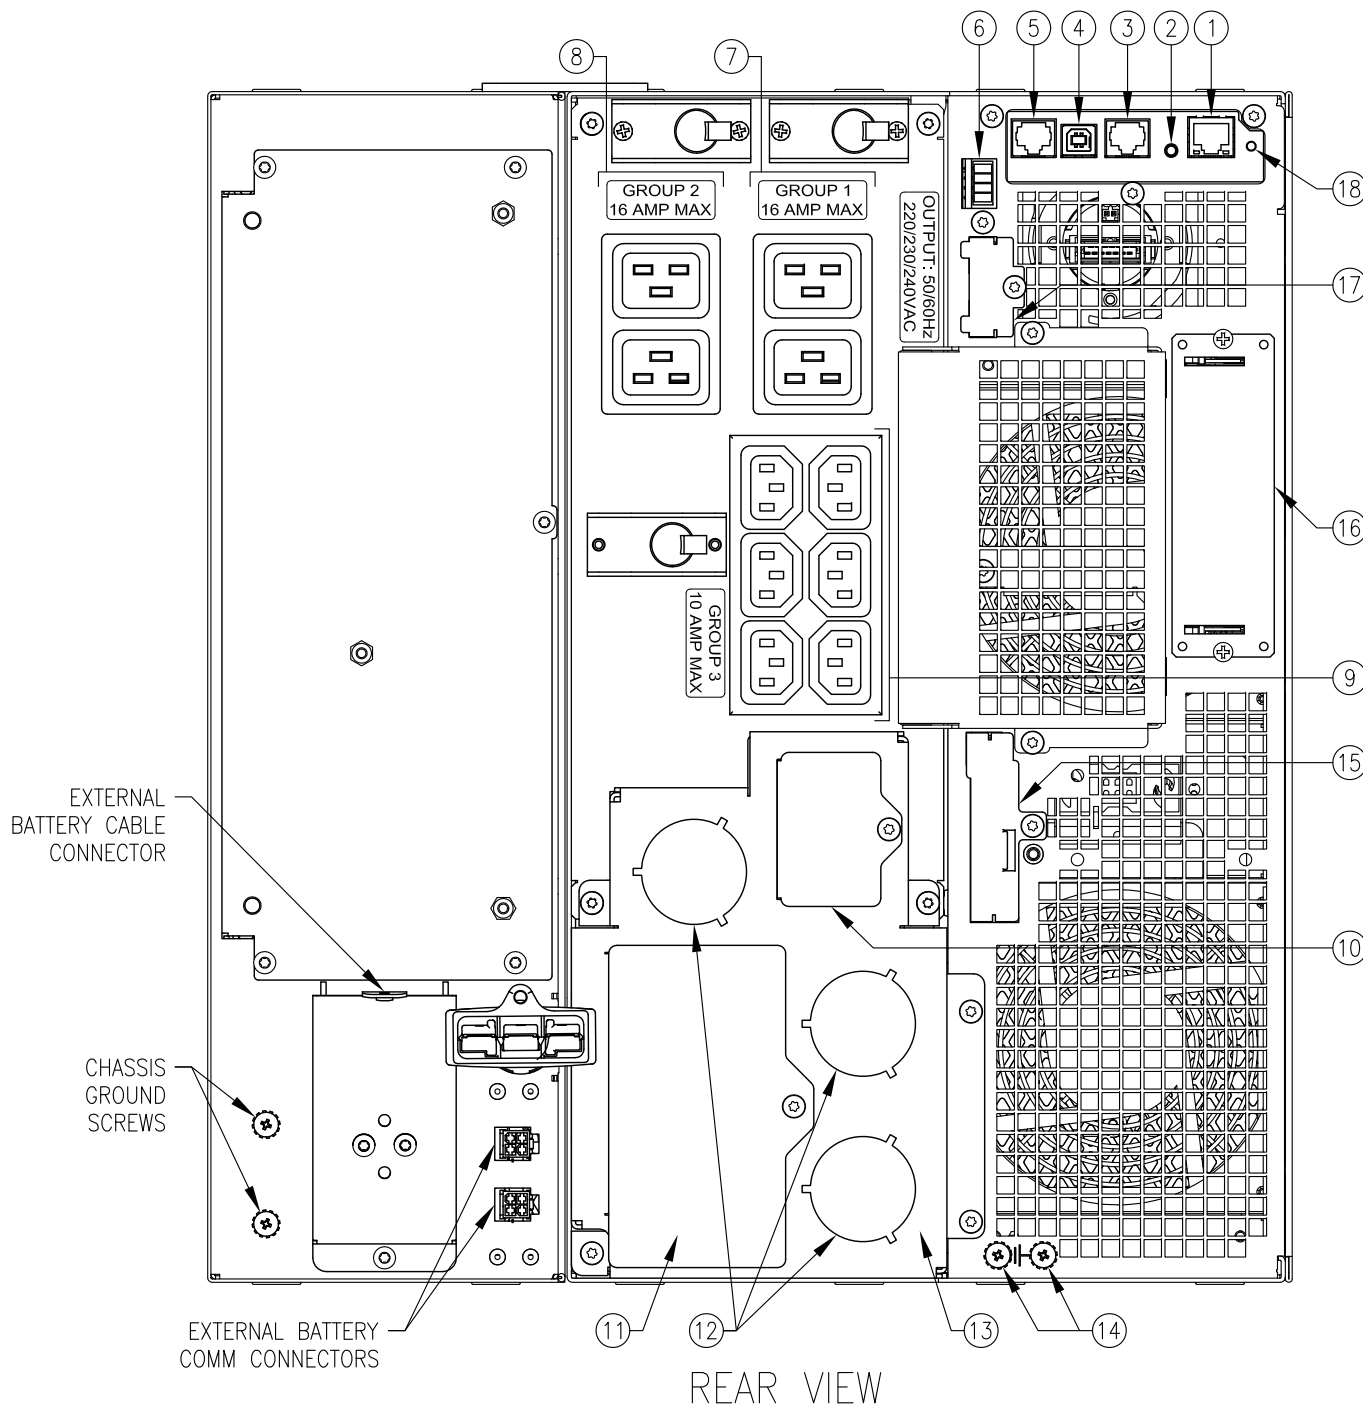 6
5
4
3
2
1
8
7
18
GROUP 2
16 AMP MAX
GROUP 1
16 AMP MAX
OUTPUT: 50/60Hz
220/230/240VAC
17
16
GROUP 3
10 AMP MAX
9
15
EXTERNAL
BATTERY CABLE
CONNECTOR
10
CHASSIS
GROUND
SCREWS
EXTERNAL BATTERY
COMM CONNECTORS
11
12
13
14
REAR VIEW